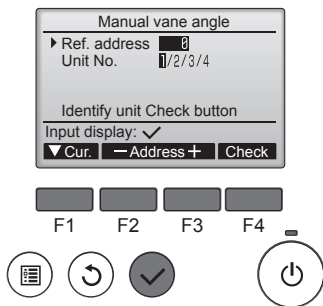 Manual vane angle
Ref. address 0
Unit No. 1/2/3/4
Identify unit Check button
Input display: ✓
▼ Cur. − Address + Check
F1 F2 F3 F4